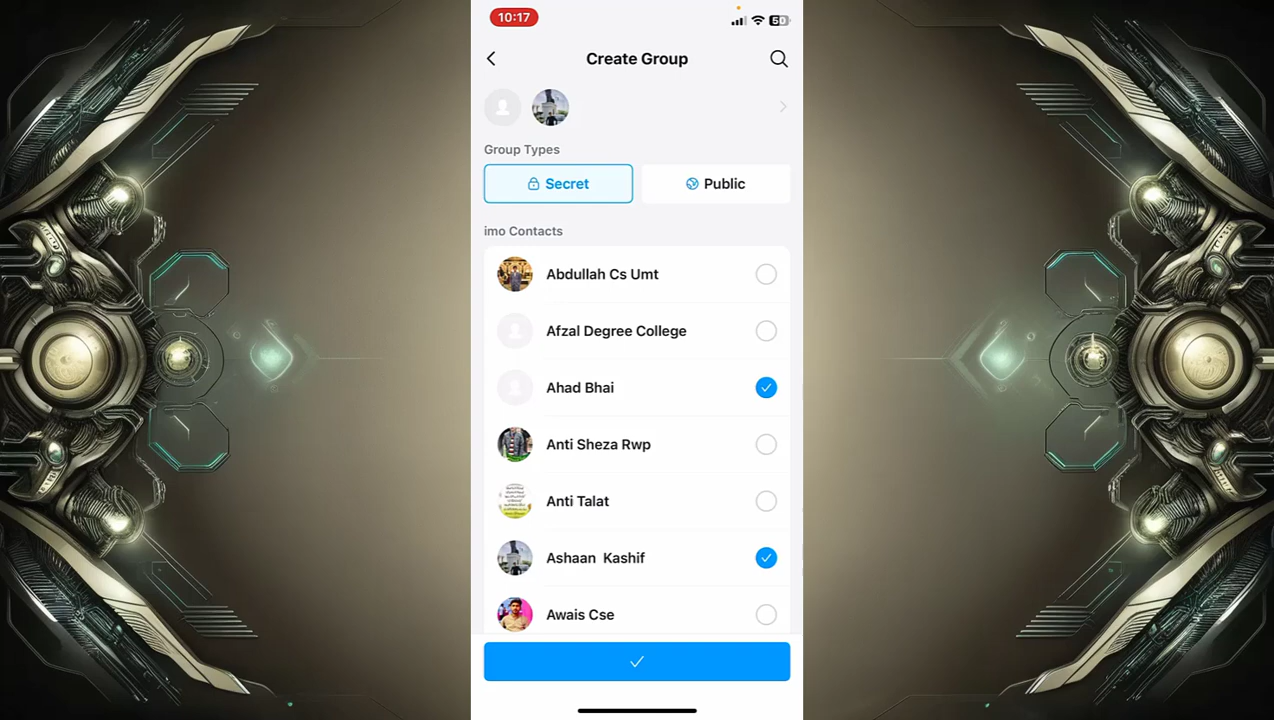 10:17
50
Create Group
Group Types
Secret
Public
imo Contacts
Abdullah Cs Umt
Afzal Degree College
Ahad Bhai
Anti Sheza Rwp
Anti Talat
Ashaan Kashif
Awais Cse